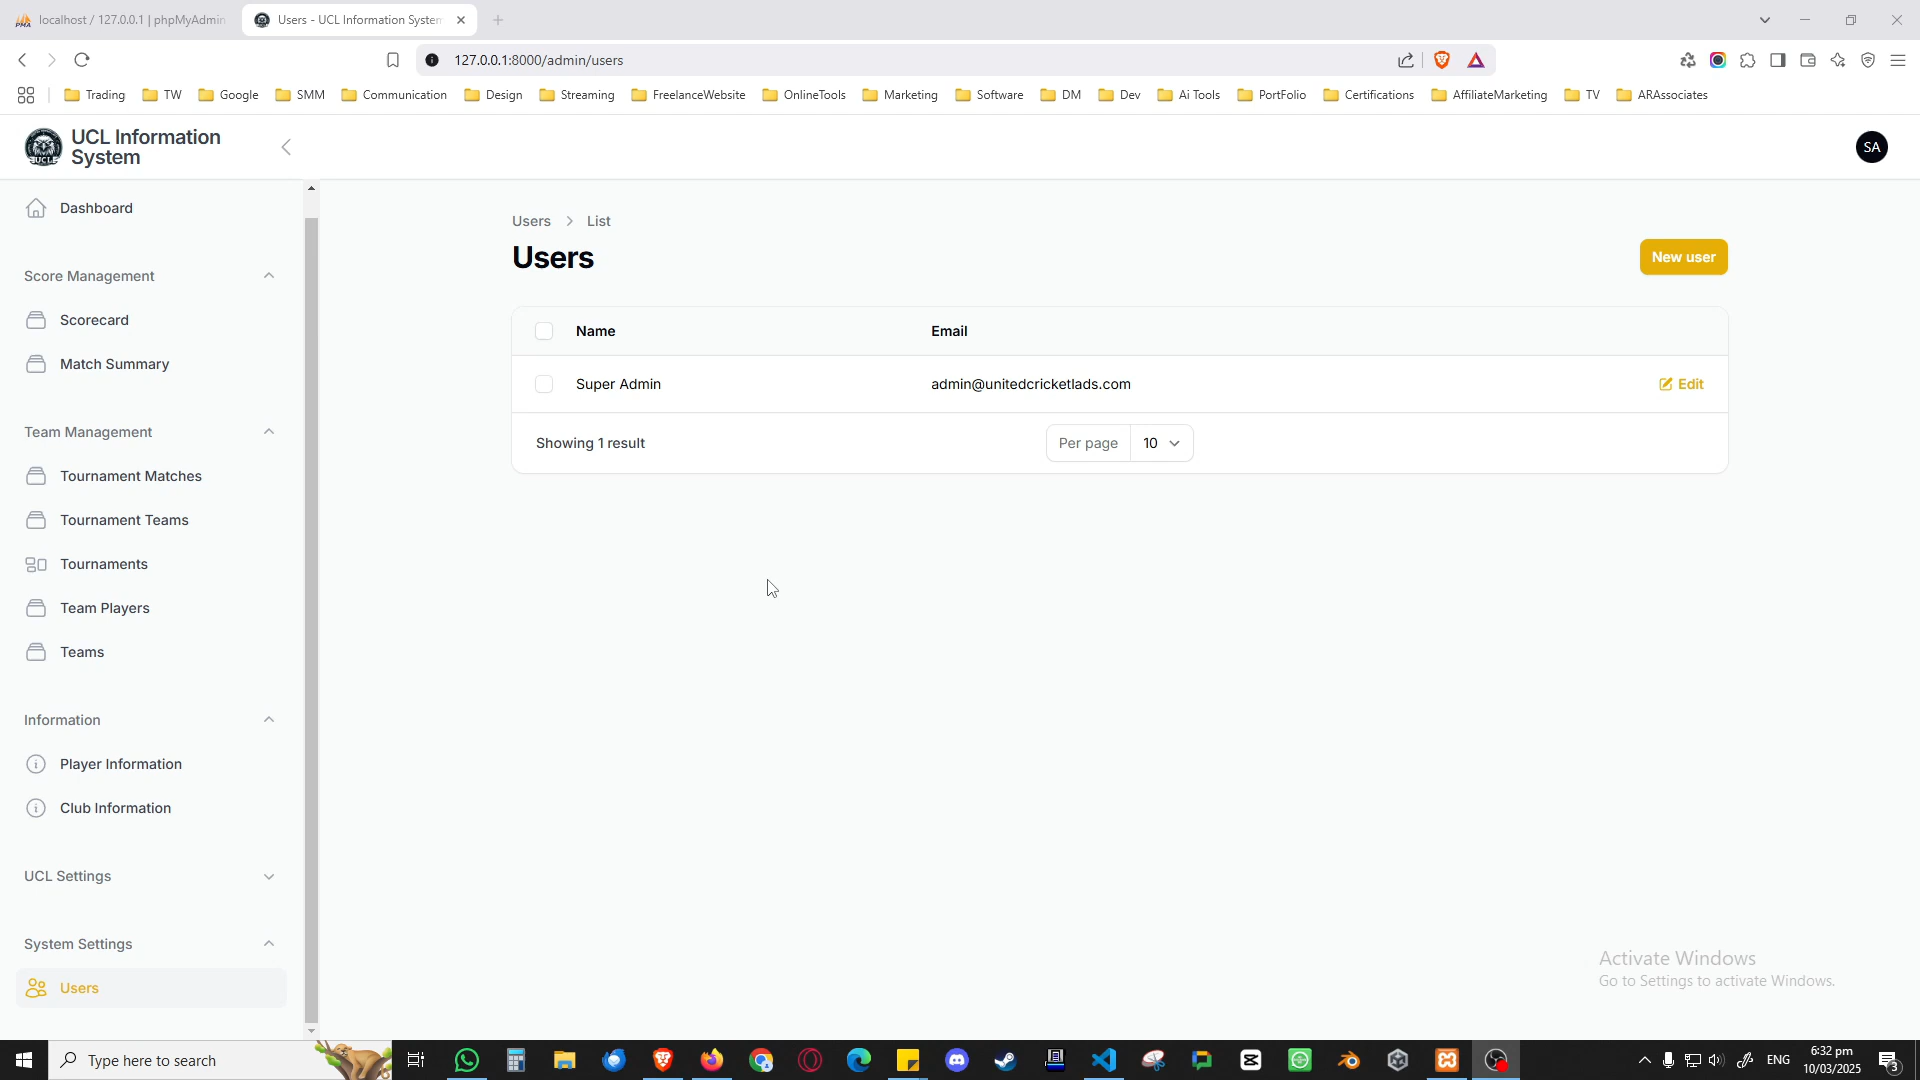 localhost / 127.0.0.1 | phpMyAdmin
Users - UCL Information System
127.0.0.1:8000/admin/users
Trading
TW
Google
SMM
Communication
Design
Streaming
FreelanceWebsite
OnlineTools
Marketing
Software
DM
Dev
Ai Tools
PortFolio
Certifications
AffiliateMarketing
TV
ARAssociates
UCL Information
System
SA
Dashboard
Score Management
Scorecard
Match Summary
Team Management
Tournament Matches
Tournament Teams
Tournaments
Team Players
Teams
Information
Player Information
Club Information
UCL Settings
System Settings
Users
Users > List
Users
New user
Name
Email
Super Admin
admin@unitedcricketlads.com
Edit
Showing 1 result
Per page
10
Activate Windows
Go to Settings to activate Windows.
Type here to search
ENG
6:32 pm
10/03/2025
3